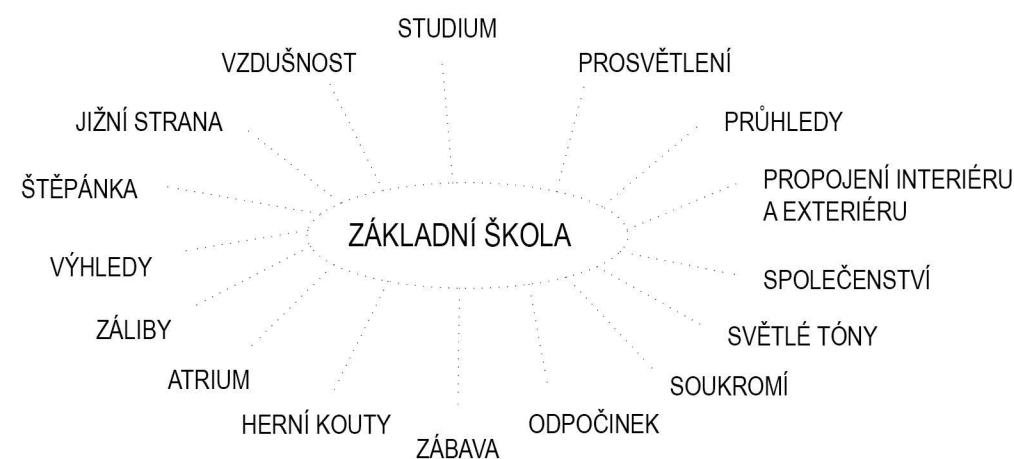 STUDIUM
VZDUŠNOST
PROSVĚTLENÍ
JIŽNÍ STRANA
PRŮHLEDY
ŠTĚPÁNKA
PROPOJENÍ INTERIÉRU
A EXTERIÉRU
ZÁKLADNÍ ŠKOLA
VÝHLEDY
SPOLEČENSTVÍ
ZÁLIBY
SVĚTLÉ TÓNY
ATRIUM
SOUKROMÍ
HERNÍ KOUTY
ODPOČINEK
ZÁBAVA